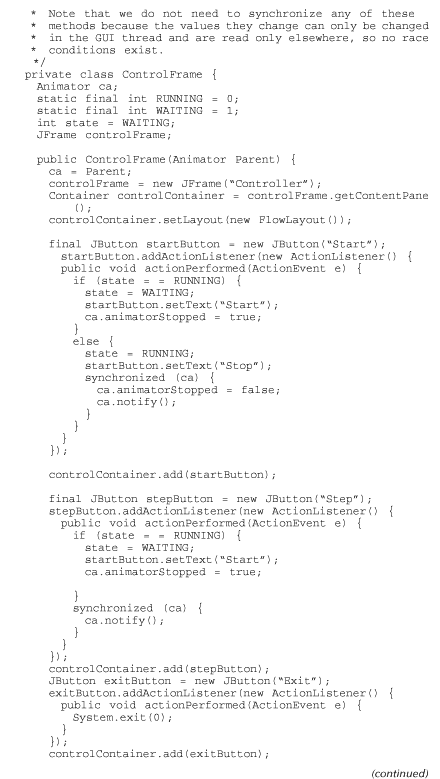 * Note that we do not need to synchronize any of these
* methods because the values they change can only be changed
* in the GUI thread and are read only elsewhere, so no race
* conditions exist.
*/
private class ControlFrame {
Animator ca;
static final int RUNNING = 0;
static final int WAITING = 1;
int state = WAITING;
JFrame controlFrame;
public ControlFrame(Animator Parent) {
ca = Parent;
controlFrame = new JFrame(“Controller”);
Container controlContainer = controlFrame.getContentPane
();
controlContainer.setLayout(new FlowLayout());
final JButton startButton = new JButton(“Start”);
startButton.addActionListener(new ActionListener() {
public void actionPerformed(ActionEvent e) {
if (state = = RUNNING) {
state = WAITING;
startButton.setText(“Start”);
ca.animatorStopped = true;
}
else {
state = RUNNING;
startButton.setText(“Stop”);
synchronized (ca) {
ca.animatorStopped = false;
ca.notify();
}
}
}
});
controlContainer.add(startButton);
final JButton stepButton = new JButton(“Step”);
stepButton.addActionListener(new ActionListener() {
public void actionPerformed(ActionEvent e) {
if (state = = RUNNING) {
state = WAITING;
startButton.setText(“Start”);
ca.animatorStopped = true;
}
synchronized (ca) {
ca.notify();
}
}
});
controlContainer.add(stepButton);
JButton exitButton = new JButton(“Exit”);
exitButton.addActionListener(new ActionListener() {
public void actionPerformed(ActionEvent e) {
System.exit(0);
}
});
controlContainer.add(exitButton);
(continued)